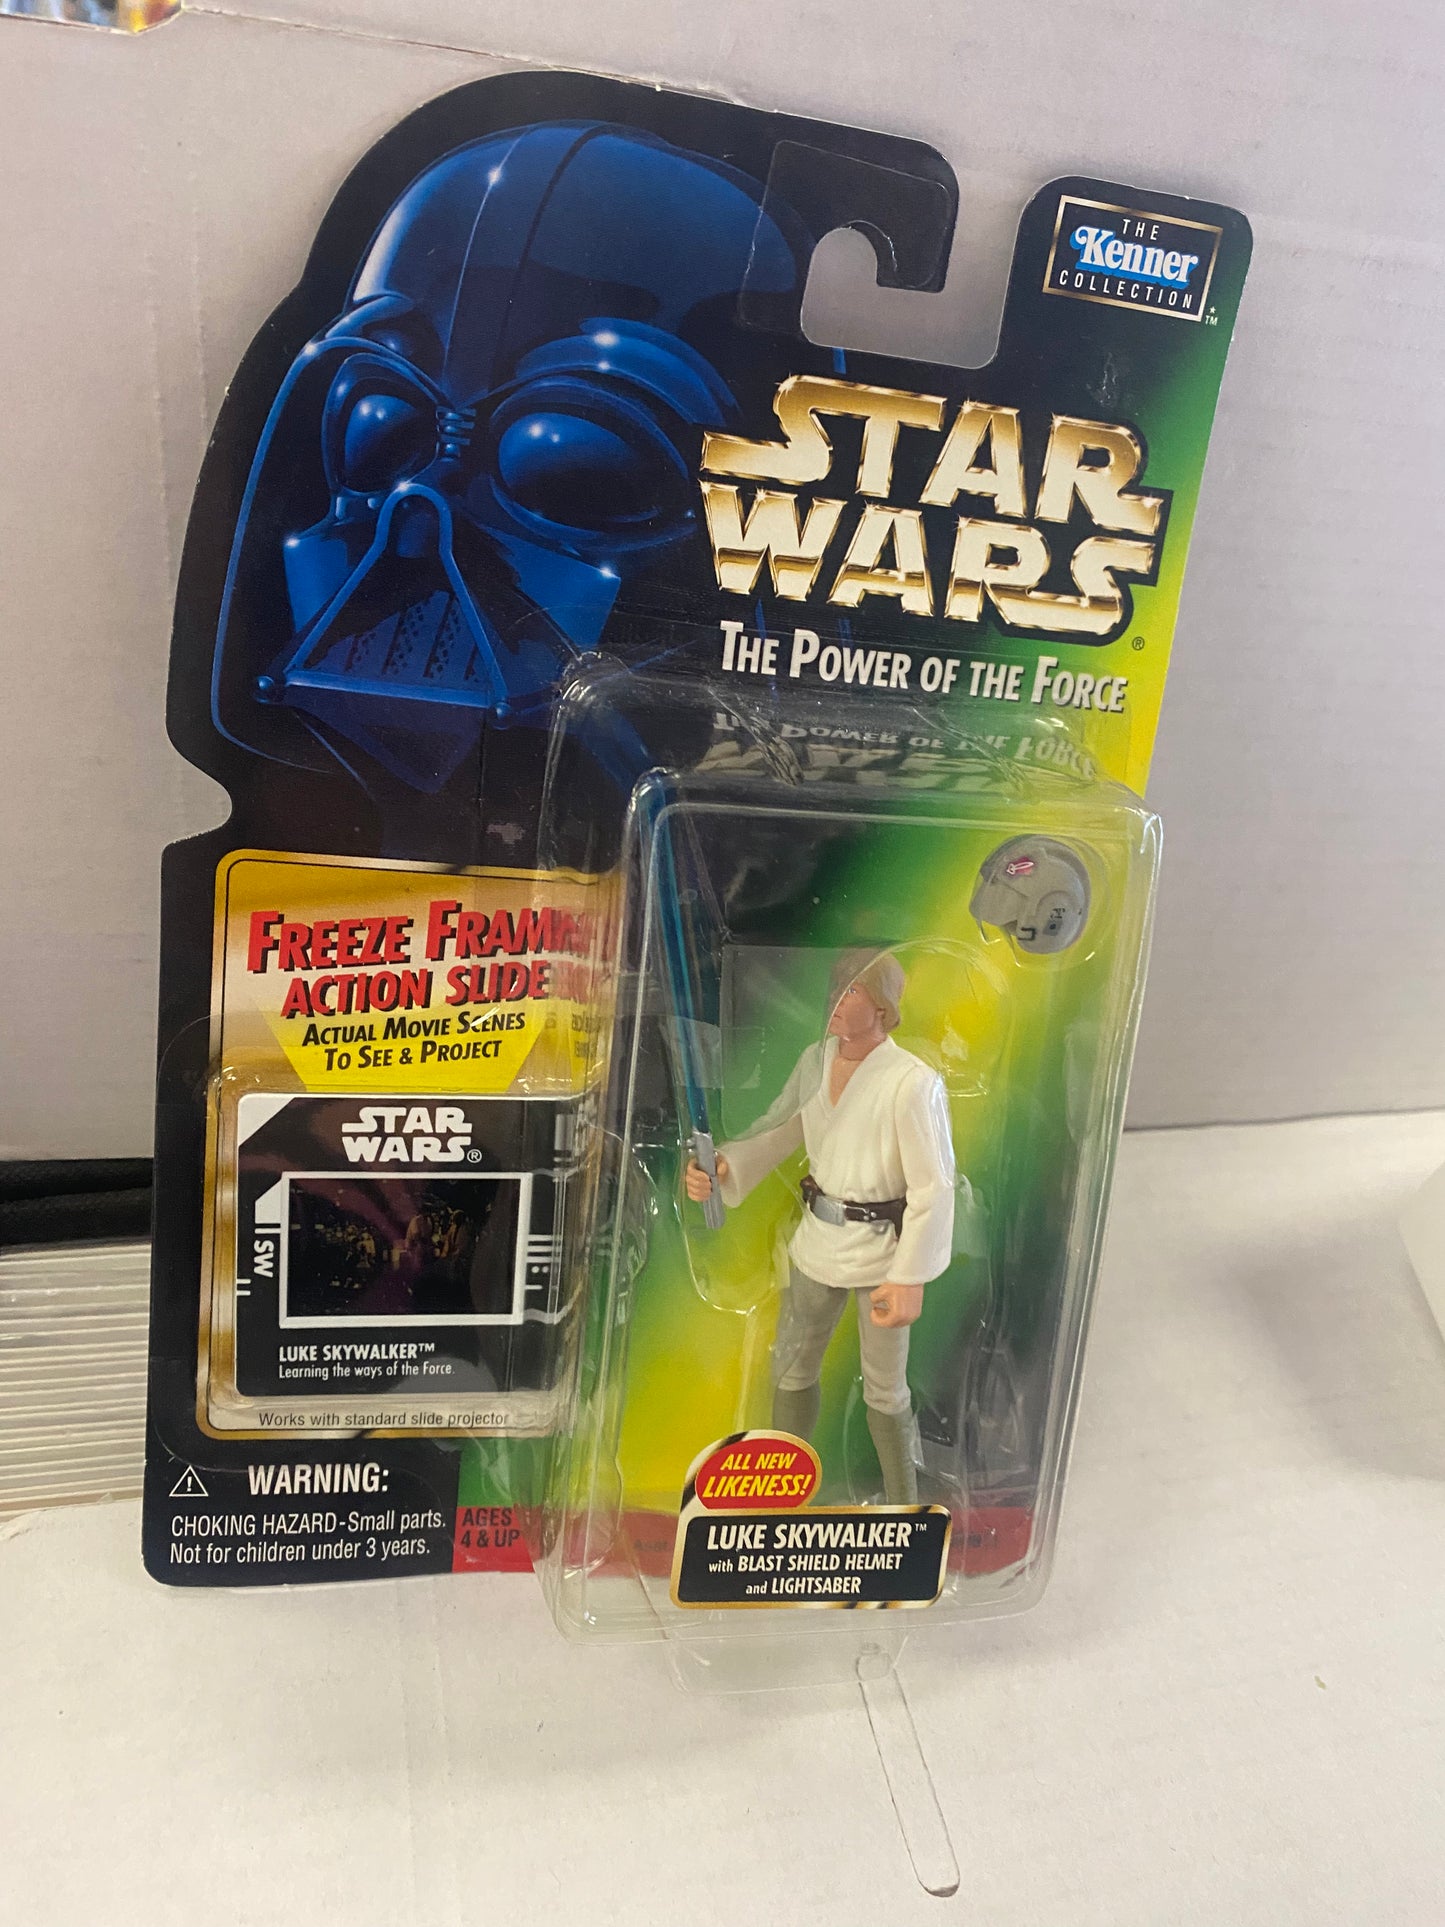 THE
Kenner
COLLECTION
TM
STAR
WARS
®
THE POWER OF THE FORCE
FREEZE FRAME
ACTION SLIDE
ACTUAL MOVIE SCENES
TO SEE & PROJECT
STAR
WARS®
SW
LUKE SKYWALKER™
Learning the ways of the Force.
Works with standard slide projector
WARNING:
CHOKING HAZARD-Small parts.
Not for children under 3 years.
AGES
4 & UP
ALL NEW
LIKENESS!
LUKE SKYWALKER™
with BLAST SHIELD HELMET
and LIGHTSABER